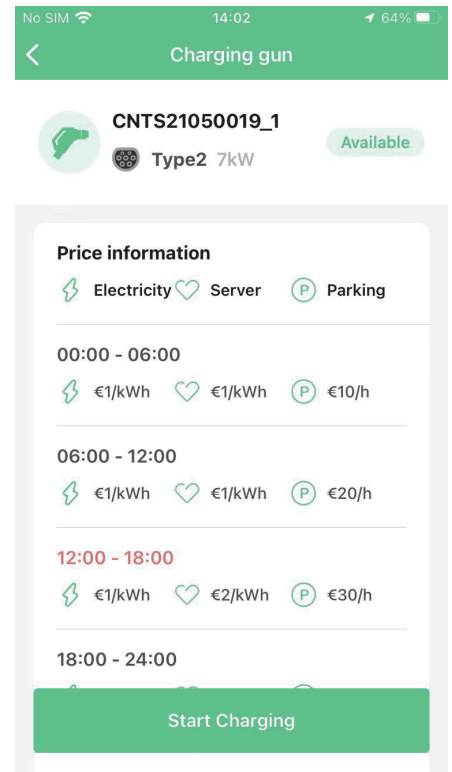 No SIM 14:02 64%
Charging gun
CNTS21050019_1
Available
Type2 7kW
Price information
Electricity Server P Parking
00:00 - 06:00
€1/kWh €1/kWh P €10/h
06:00 - 12:00
€1/kWh €1/kWh P €20/h
12:00 - 18:00
€1/kWh €2/kWh P €30/h
18:00 - 24:00
Start Charging